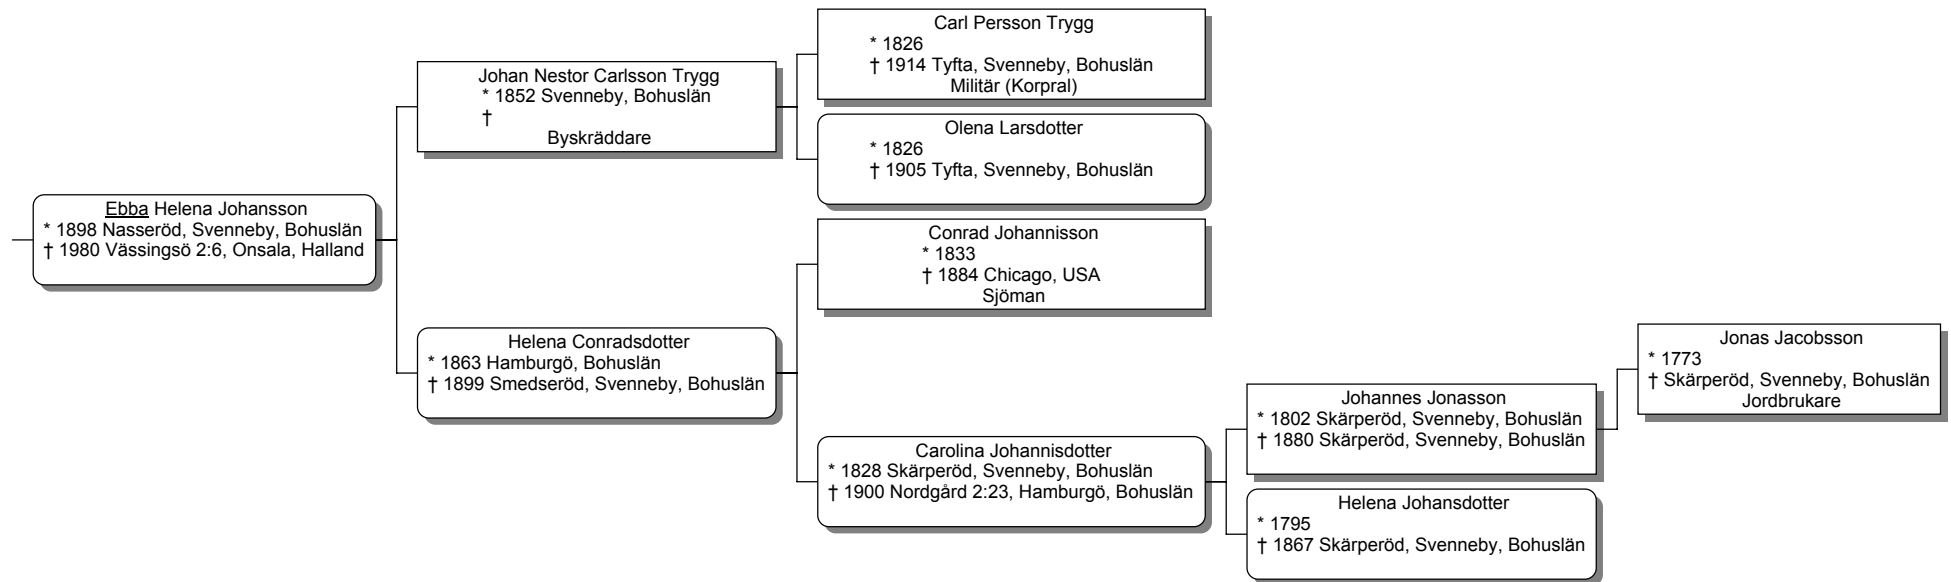 Carl Persson Trygg
* 1826
† 1914 Tyfta, Svenneby, Bohuslän
Militär (Korpral)
Johan Nestor Carlsson Trygg
* 1852 Svenneby, Bohuslän
†
Byskräddare
Olena Larsdotter
* 1826
† 1905 Tyfta, Svenneby, Bohuslän
Ebba Helena Johansson
* 1898 Nasseröd, Svenneby, Bohuslän
† 1980 Vässingsö 2:6, Onsala, Halland
Conrad Johannisson
* 1833
† 1884 Chicago, USA
Sjöman
Helena Conradsdotter
* 1863 Hamburgö, Bohuslän
† 1899 Smedseröd, Svenneby, Bohuslän
Jonas Jacobsson
* 1773
† Skärperöd, Svenneby, Bohuslän
Jordbrukare
Johannes Jonasson
* 1802 Skärperöd, Svenneby, Bohuslän
† 1880 Skärperöd, Svenneby, Bohuslän
Carolina Johannisdotter
* 1828 Skärperöd, Svenneby, Bohuslän
† 1900 Nordgård 2:23, Hamburgö, Bohuslän
Helena Johansdotter
* 1795
† 1867 Skärperöd, Svenneby, Bohuslän